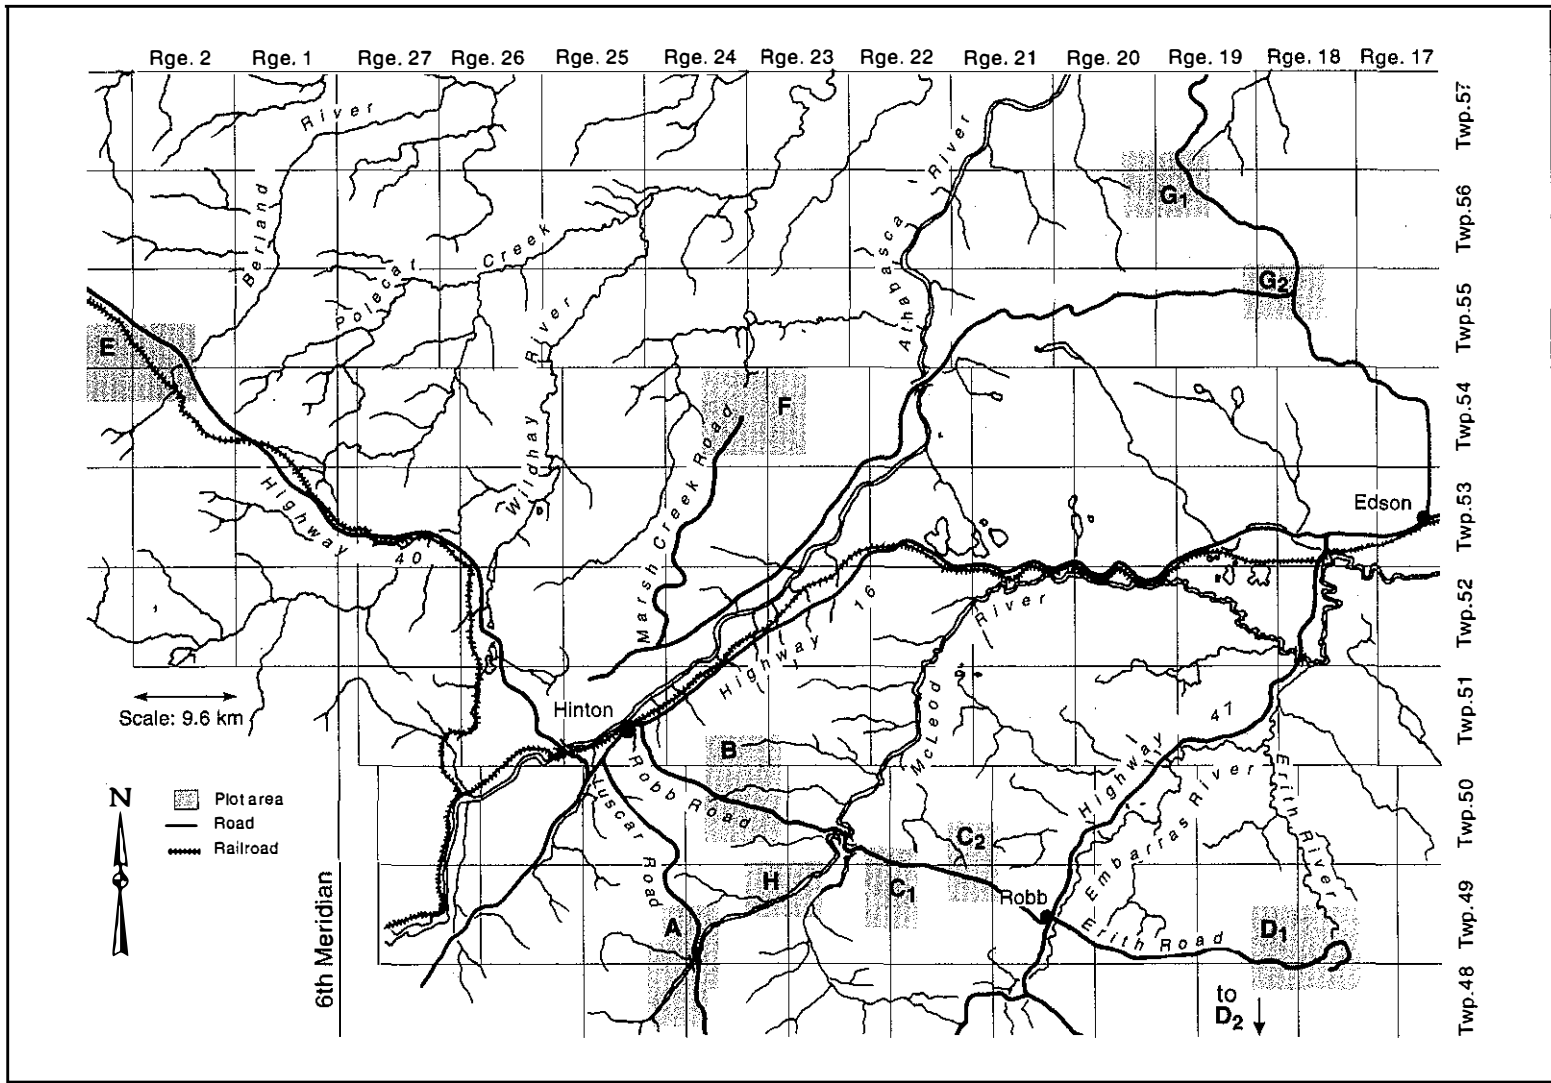 Rge. 2 Rge. 1 Rge. 27 Rge. 26 Rge. 25 Rge. 24 Rge. 23 Rge. 22 Rge. 21 Rge. 20 Rge. 19 Rge. 18 Rge. 17
Twp.57
Twp.56
Twp.55
Twp.54
Twp.53
Twp.52
Twp.51
Twp.50
Twp.49
Twp.48
River
Berland
Polecar
Creek
Wildhay River
Athabasca River
G1
G2
E
F
Marsh Creek Road
Highway 40
Edson
Highway 16
McLeod River
Hinton
Scale: 9.6 km
N
Plot area
Road
Railroad
6th Meridian
B
Robb Road
Luscar Road
A
H
C1
C2
Robb
Highway 47
Embarras River
Erith River
Erith Road
D1
to
D2